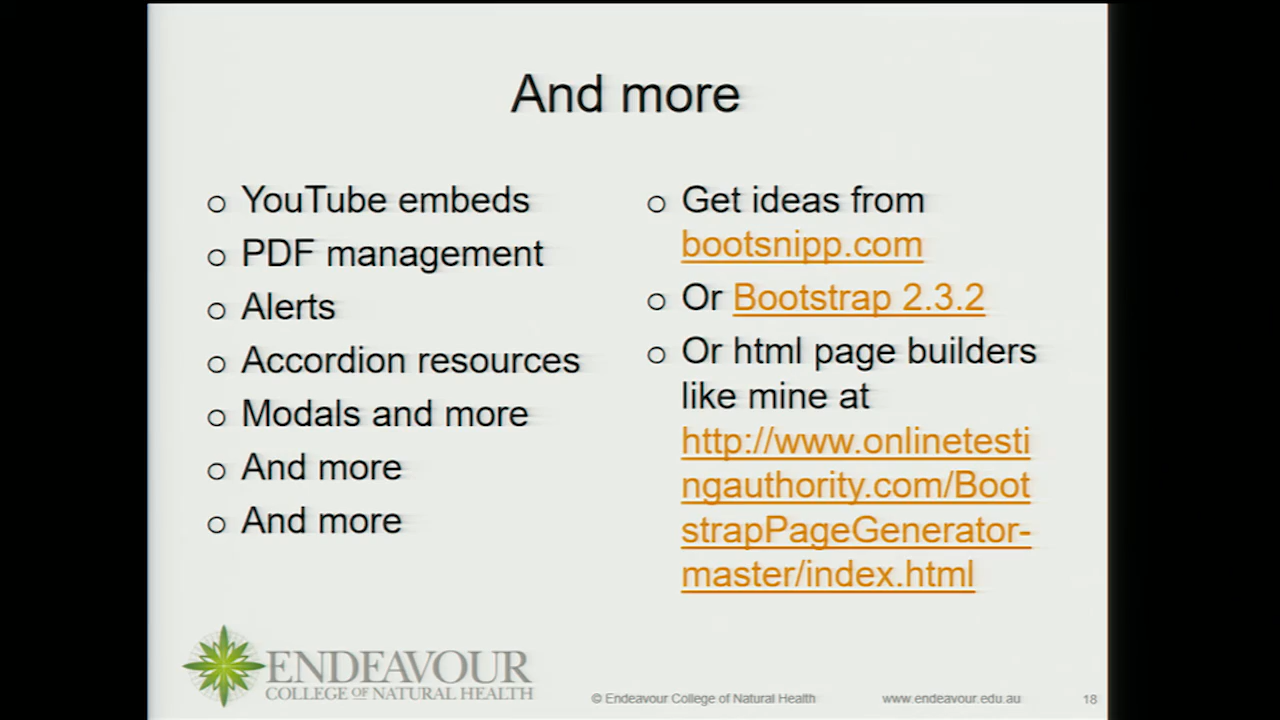 And more
YouTube embeds
PDF management
Alerts
Accordion resources
Modals and more
And more
And more
Get ideas from
bootsnipp.com
Or Bootstrap 2.3.2
Or html page builders
like mine at
http://www.onlinetesti
ngauthority.com/Boot
strapPageGenerator-
master/index.html
ENDEAVOUR
COLLEGE OF NATURAL HEALTH
© Endeavour College of Natural Health
www.endeavour.edu.au
18